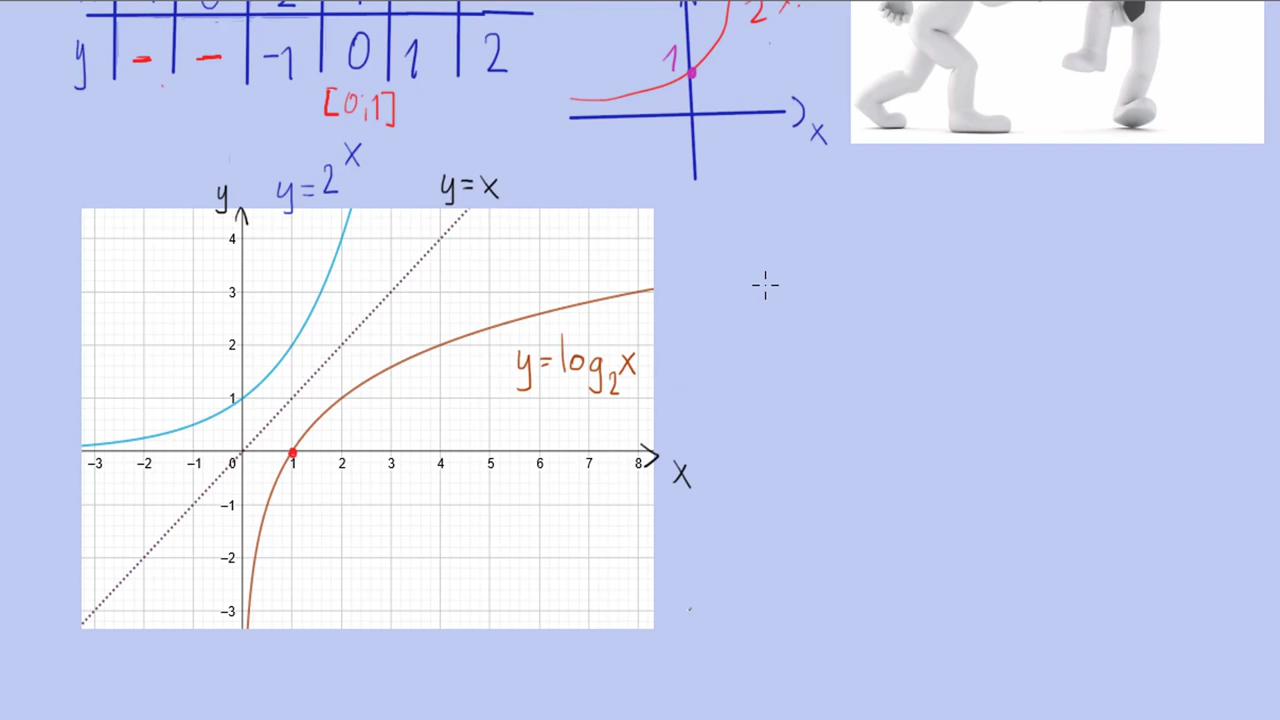 y - - -1 0 1 2
[0;1]
2
1
x
y=2^x
y=x
y
4
3
2
1
-3 -2 -1 0 1 2 3 4 5 6 7 8
x
-1
-2
-3
y=log₂x